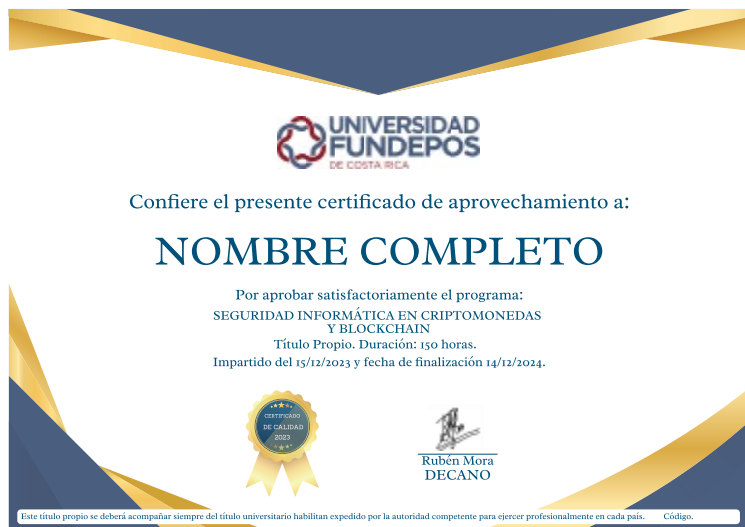 UNIVERSIDAD
FUNDEPOS
DE COSTA RICA
Confiere el presente certificado de aprovechamiento a:
NOMBRE COMPLETO
Por aprobar satisfactoriamente el programa:
SEGURIDAD INFORMÁTICA EN CRIPTOMONEDAS
Y BLOCKCHAIN
Título Propio. Duración: 150 horas.
Impartido del 15/12/2023 y fecha de finalización 14/12/2024.
CERTIFICADO
DE CALIDAD
2023
Rubén Mora
DECANO
Este título propio se deberá acompañar siempre del título universitario habilitan expedido por la autoridad competente para ejercer profesionalmente en cada país. Código.